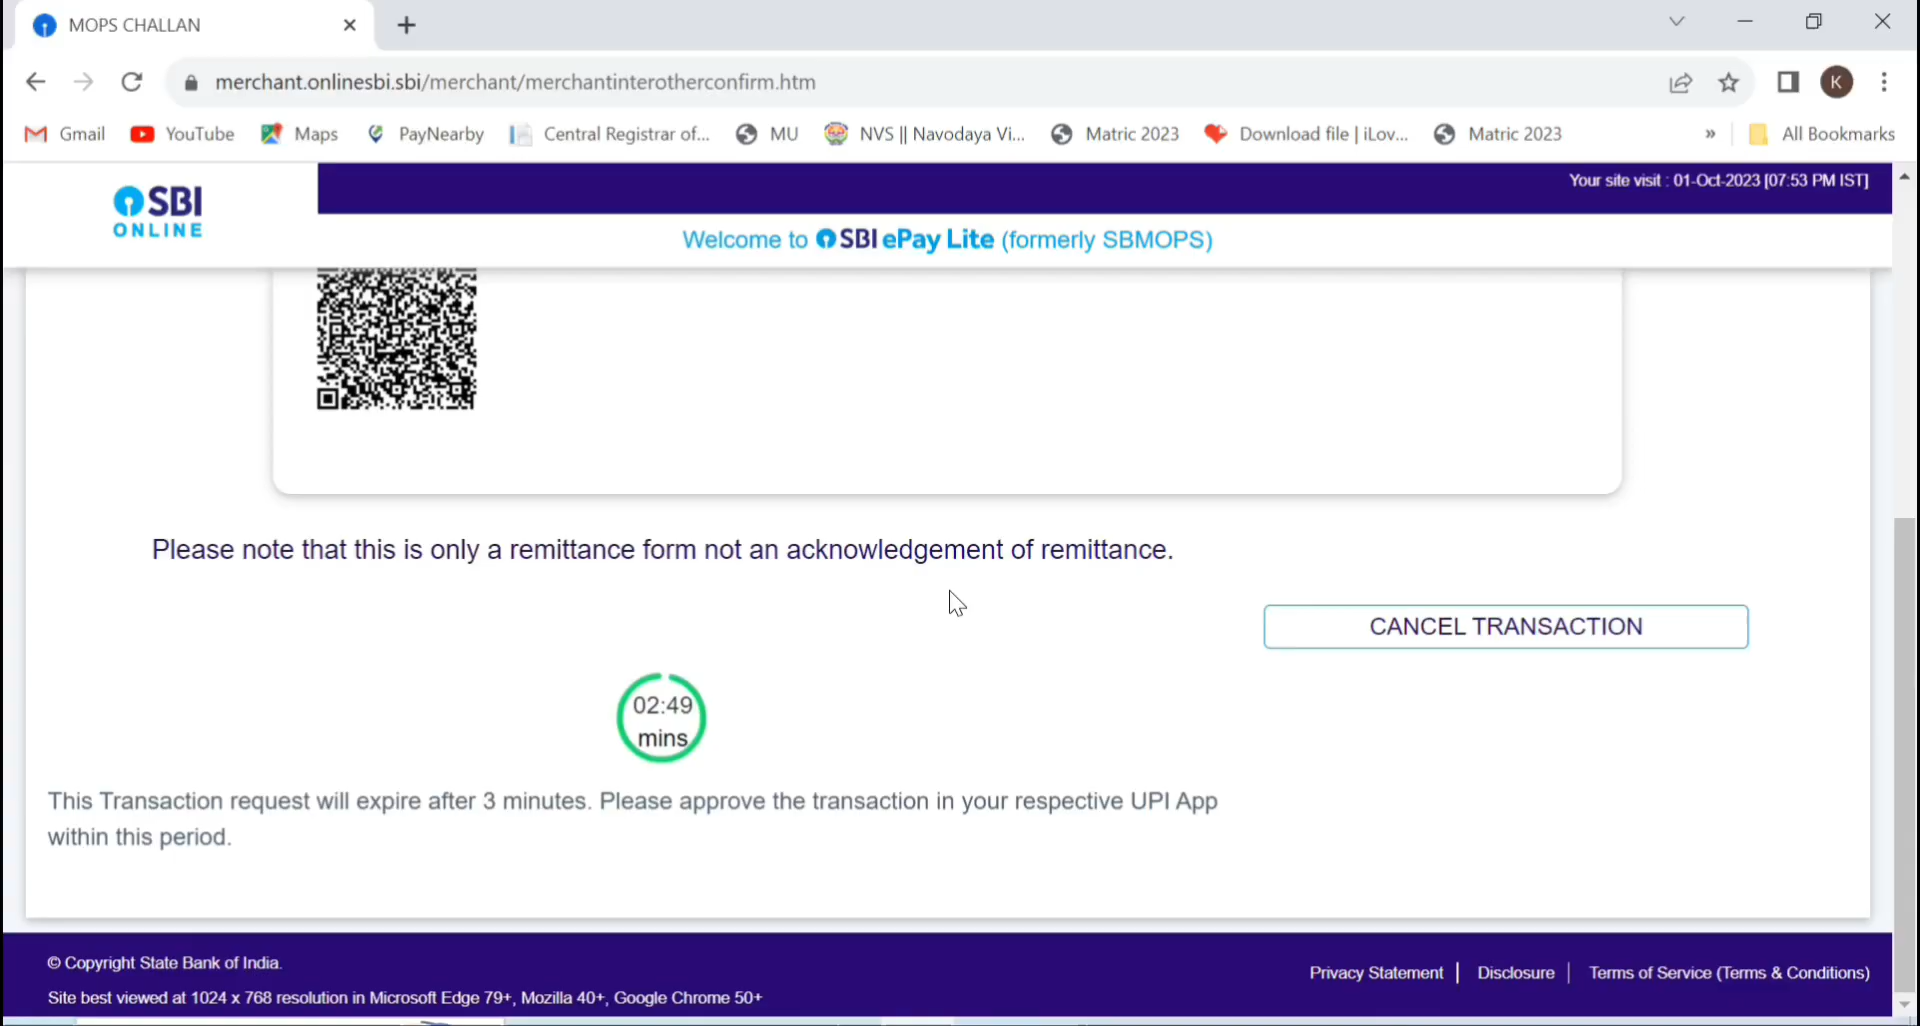 MOPS CHALLAN
merchant.onlinesbi.sbi/merchant/merchantinterotherconfirm.htm
K
Gmail
YouTube
Maps
PayNearby
Central Registrar of...
MU
NVS || Navodaya Vi...
Matric 2023
Download file | iLov...
Matric 2023
»
All Bookmarks
SBI
ONLINE
Your site visit : 01-Oct-2023 [07:53 PM IST]
Welcome to SBI ePay Lite (formerly SBMOPS)
Please note that this is only a remittance form not an acknowledgement of remittance.
CANCEL TRANSACTION
02:49
mins
This Transaction request will expire after 3 minutes. Please approve the transaction in your respective UPI App
within this period.
© Copyright State Bank of India.
Privacy Statement | Disclosure | Terms of Service (Terms & Conditions)
Site best viewed at 1024 x 768 resolution in Microsoft Edge 79+, Mozilla 40+, Google Chrome 50+